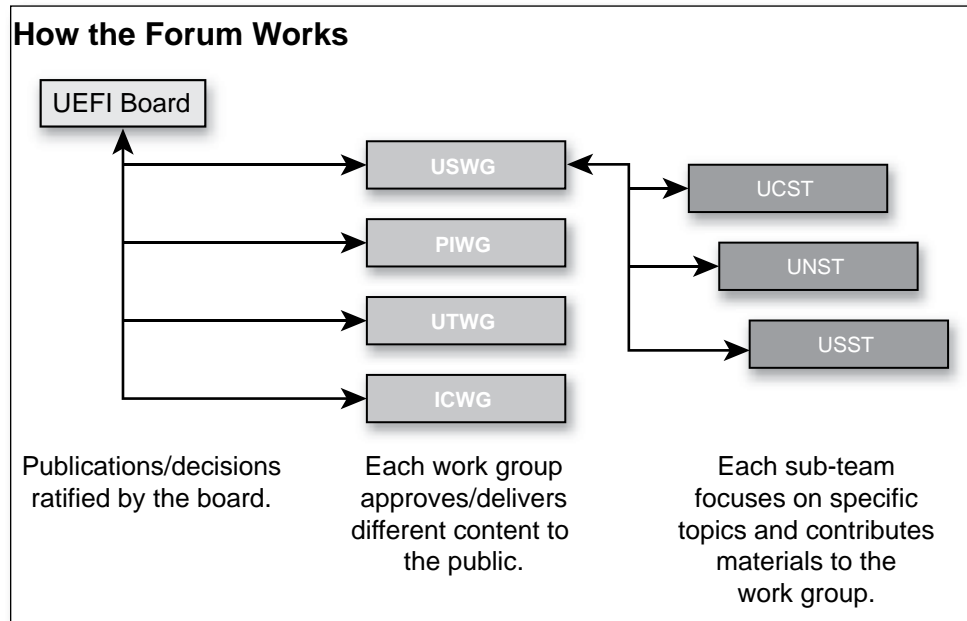 How the Forum Works
UEFI Board
USWG
PIWG
UTWG
ICWG
UCST
UNST
USST
Publications/decisions
ratified by the board.
Each work group
approves/delivers
different content to
the public.
Each sub-team
focuses on specific
topics and contributes
materials to the
work group.